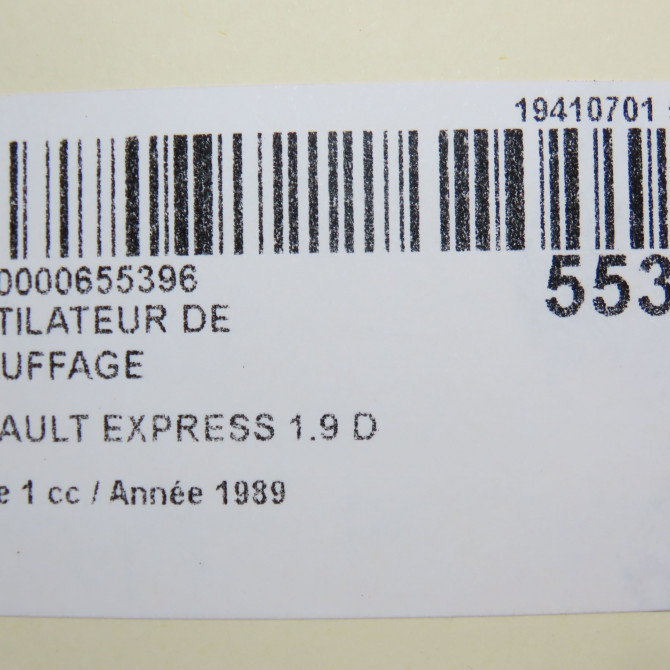 19410701
0000655396
553
TILATEUR DE
UFFAGE
AULT EXPRESS 1.9 D
e 1 cc / Année 1989